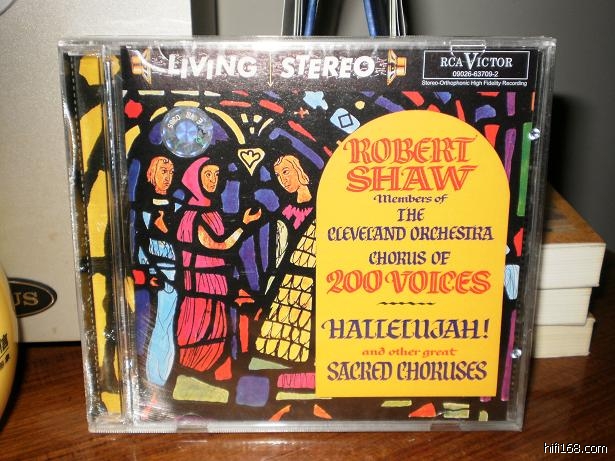 LIVING STEREO
RCA VICTOR
09026-63709-2
Stereo-Orthophonic High Fidelity Recording
ROBERT
SHAW
Members of
THE
CLEVELAND ORCHESTRA
CHORUS OF
200 VOICES
HALLELUJAH!
and other great
SACRED CHORUSES
US
hifi168.com